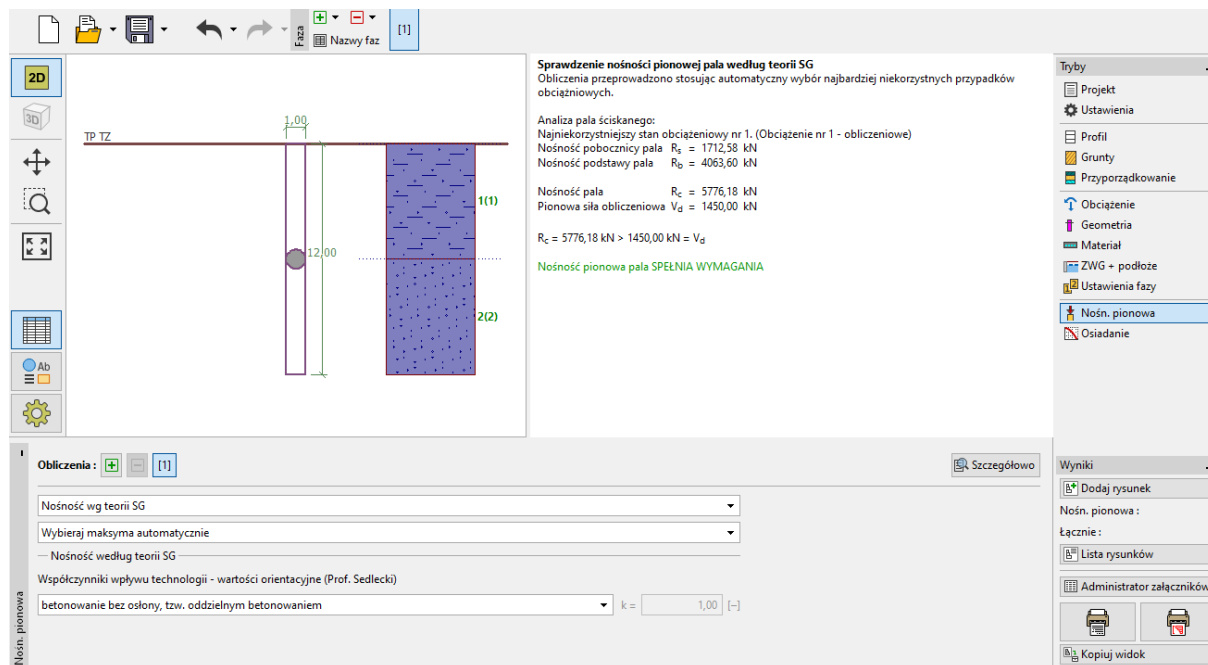 Faza
Nazwy faz
[1]
2D
3D
Ab
TP TZ
1,00
12,00
1(1)
2(2)
Sprawdzenie nośności pionowej pala według teorii SG
Obliczenia przeprowadzono stosując automatyczny wybór najbardziej niekorzystnych przypadków
obciążniowych.
Analiza pala ściskanego:
Najniekorzystniejszy stan obciążeniowy nr 1. (Obciążenie nr 1 - obliczeniowe)
Nośność pobocznicy pala Rs = 1712,58 kN
Nośność podstawy pala Rb = 4063,60 kN
Nośność pala Rc = 5776,18 kN
Pionowa siła obliczeniowa Vd = 1450,00 kN
Rc = 5776,18 kN > 1450,00 kN = Vd
Nośność pionowa pala SPEŁNIA WYMAGANIA
Tryby
Projekt
Ustawienia
Profil
Grunty
Przyporządkowanie
Obciążenie
Geometria
Materiał
ZWG + podłoże
Ustawienia fazy
Nośn. pionowa
Osiadanie
Nośn. pionowa
Obliczenia :
[1]
Szczegółowo
Nośność wg teorii SG
Wybieraj maksyma automatycznie
Nośność według teorii SG
Współczynniki wpływu technologii - wartości orientacyjne (Prof. Sedlecki)
betonowanie bez osłony, tzw. oddzielnym betonowaniem
k = 1,00 [–]
Wyniki
Dodaj rysunek
Nośn. pionowa :
Łącznie :
Lista rysunków
Administrator załączników
Kopiuj widok